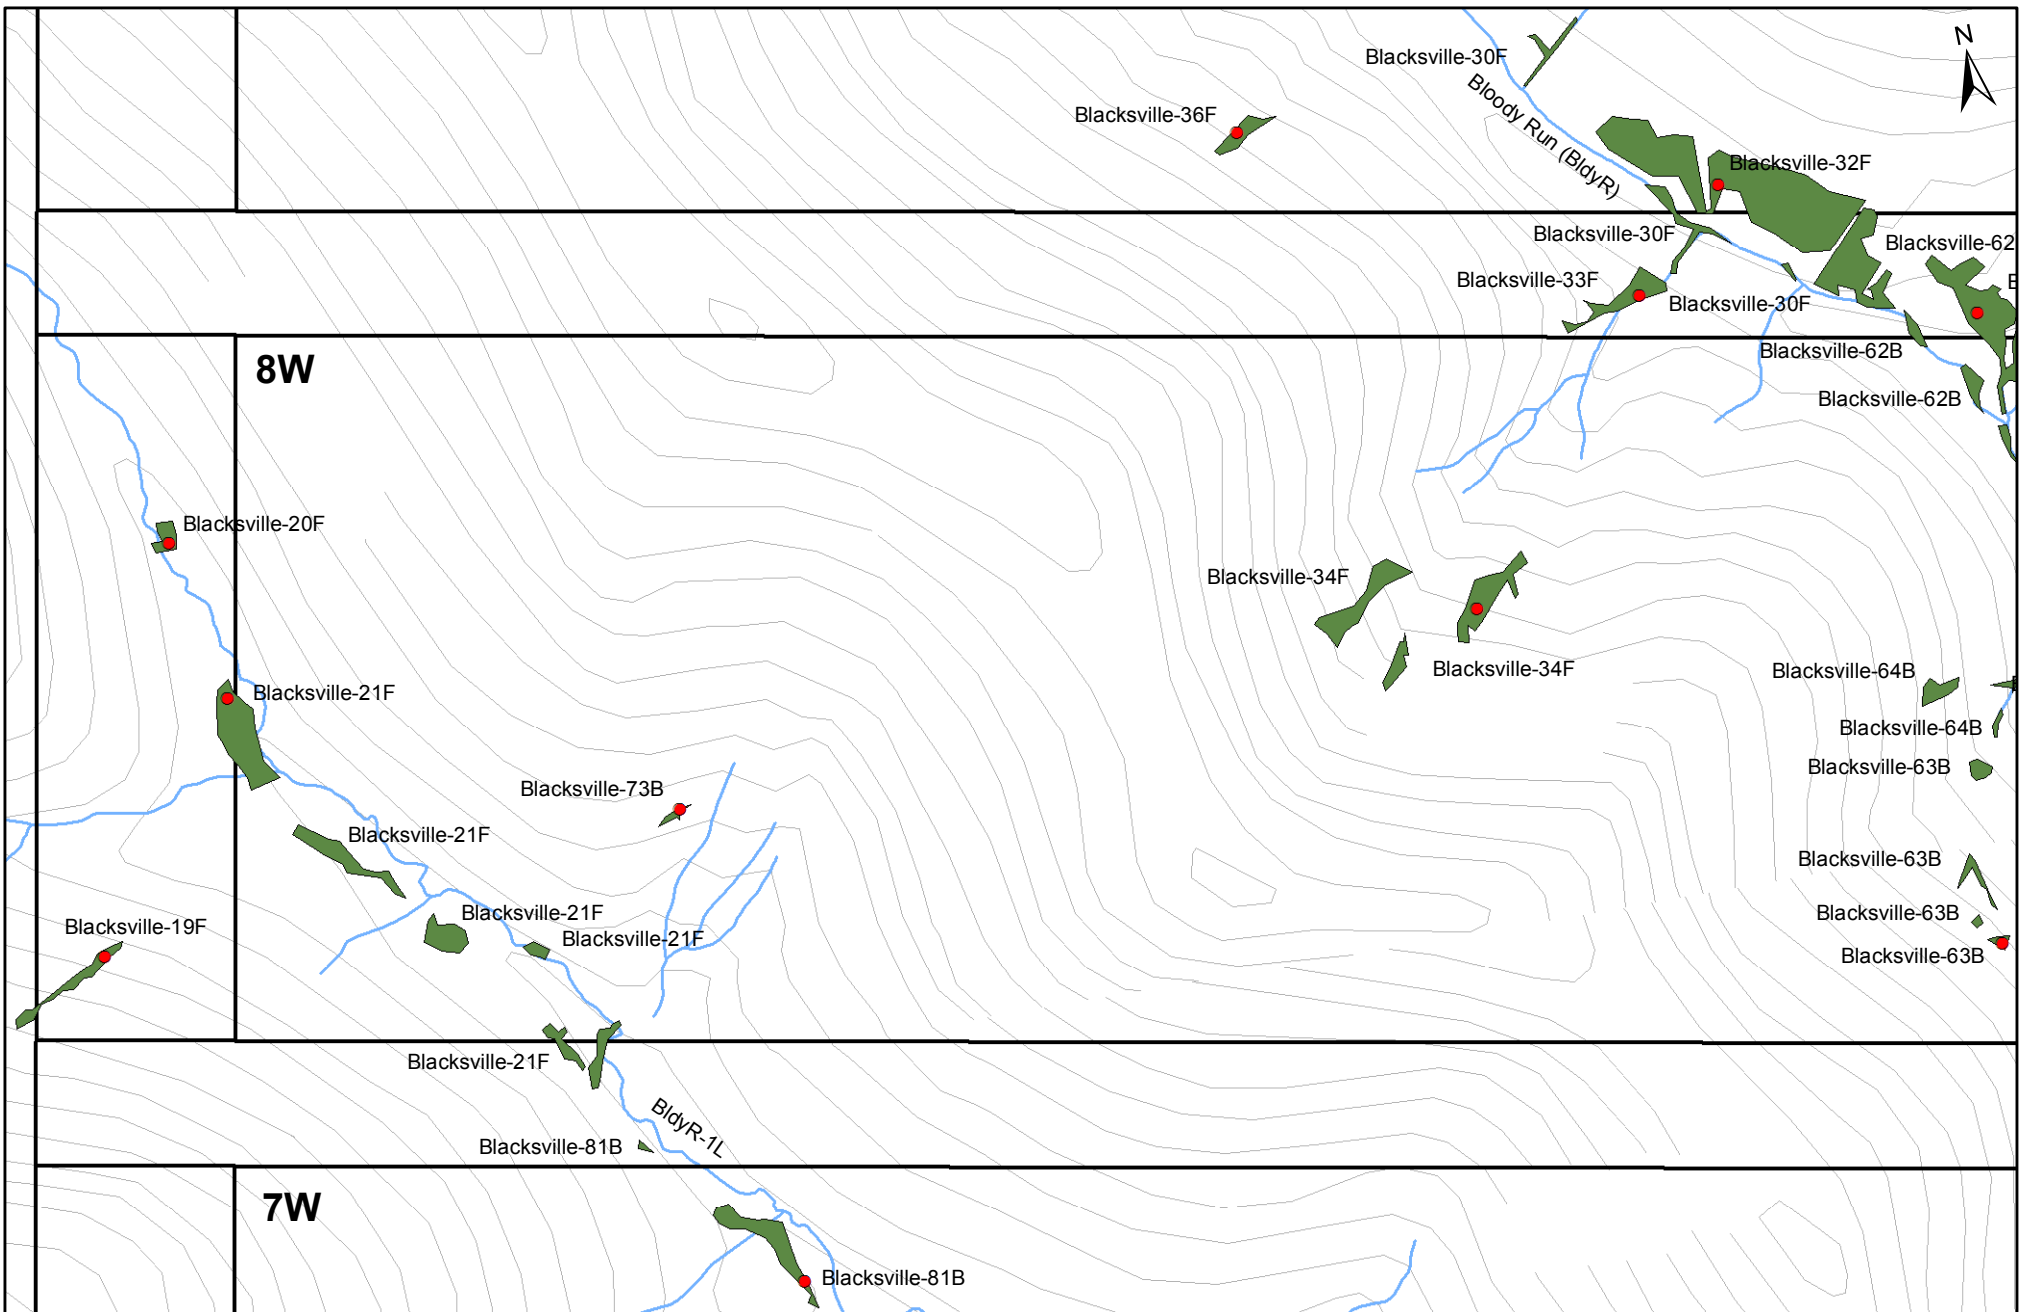 N
Blacksville-30F
Bloody Run (BldyR)
Blacksville-36F
Blacksville-32F
Blacksville-30F
Blacksville-62
Blacksville-33F
Blacksville-30F
Blacksville-62B
8W
Blacksville-62B
Blacksville-20F
Blacksville-34F
Blacksville-34F
Blacksville-64B
Blacksville-21F
Blacksville-64B
Blacksville-63B
Blacksville-73B
Blacksville-21F
Blacksville-63B
Blacksville-21F
Blacksville-63B
Blacksville-19F
Blacksville-21F
Blacksville-63B
Blacksville-21F
BldyR-1L
Blacksville-81B
7W
Blacksville-81B